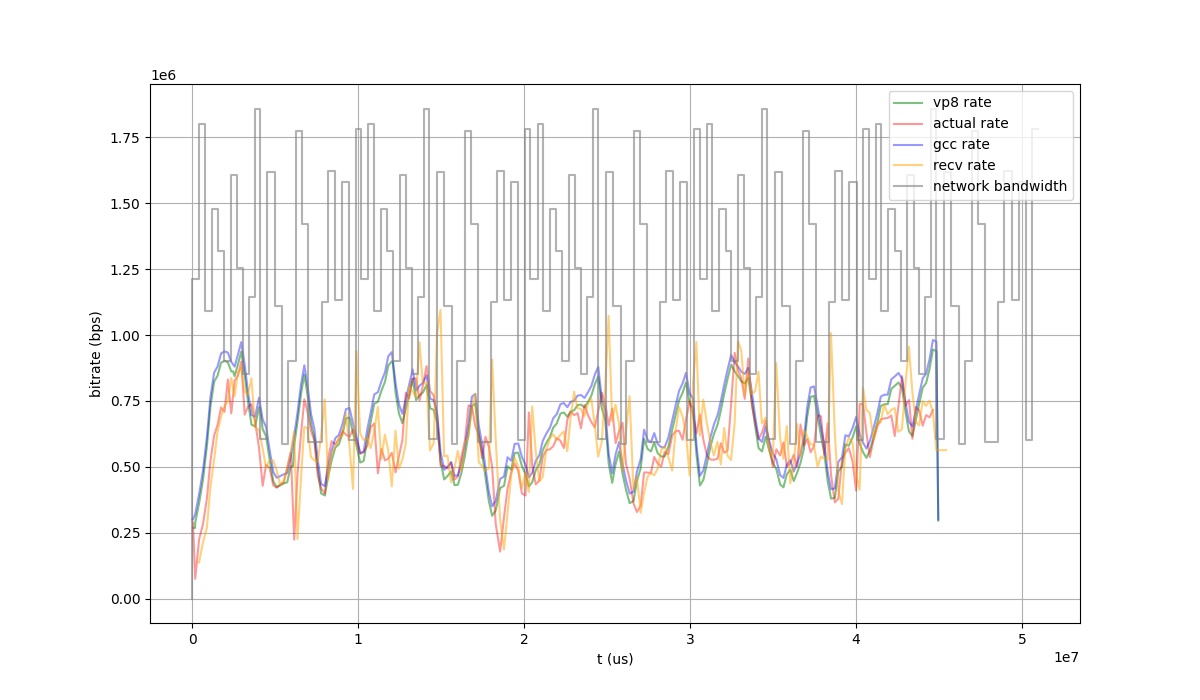 1e6
vp8 rate
actual rate
gcc rate
recv rate
network bandwidth
1.75
1.50
1.25
1.00
0.75
0.50
0.25
0.00
bitrate (bps)
0 1 2 3 4 5
t (us)
1e7